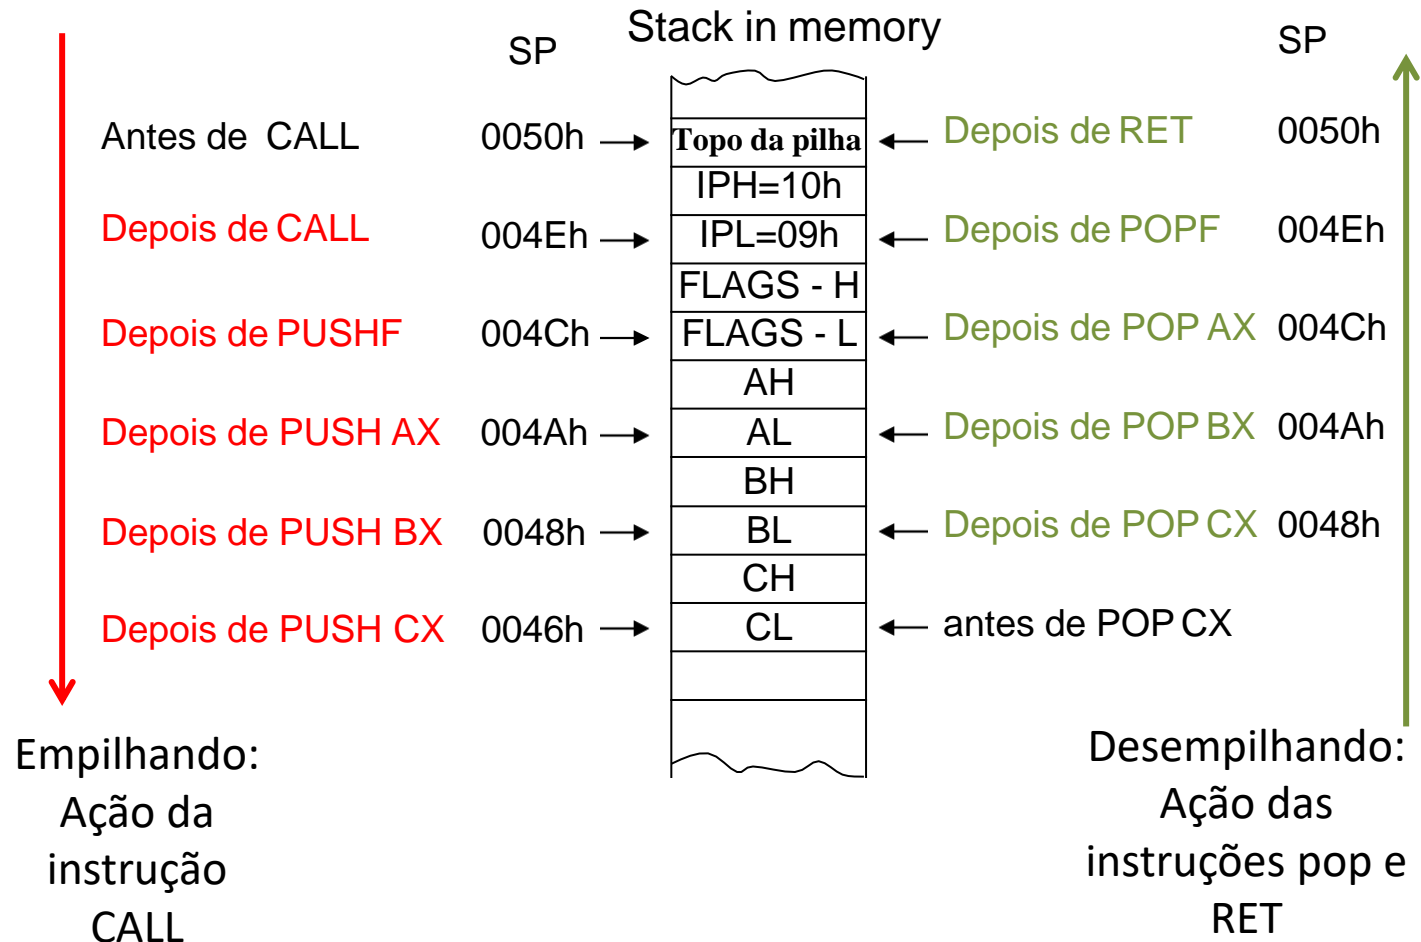 Stack in memory
SP
SP
Antes de CALL 0050h Topo da pilha Depois de RET 0050h
IPH=10h
Depois de CALL 004Eh IPL=09h Depois de POPF 004Eh
FLAGS - H
Depois de PUSHF 004Ch FLAGS - L Depois de POP AX 004Ch
AH
Depois de PUSH AX 004Ah AL Depois de POP BX 004Ah
BH
Depois de PUSH BX 0048h BL Depois de POP CX 0048h
CH
Depois de PUSH CX 0046h CL antes de POP CX
Empilhando:
Ação da
instrução
CALL
Desempilhando:
Ação das
instruções pop e
RET